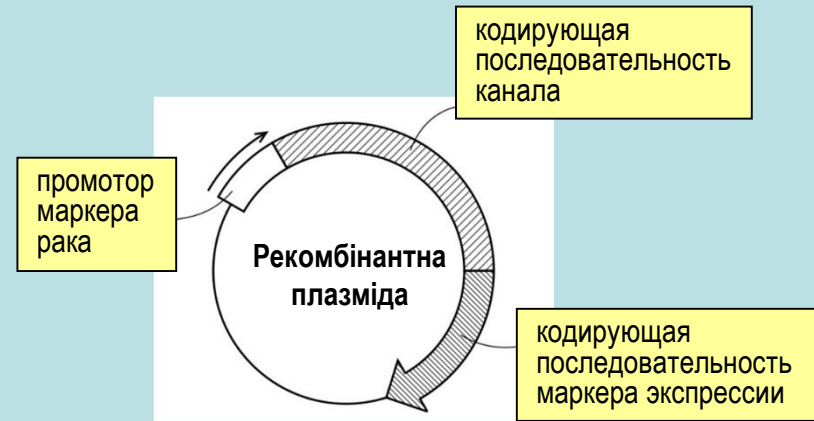 кодирующая
последовательность
канала
промотор
маркера
рака
Рекомбінантна
плазміда
кодирующая
последовательность
маркера экспрессии